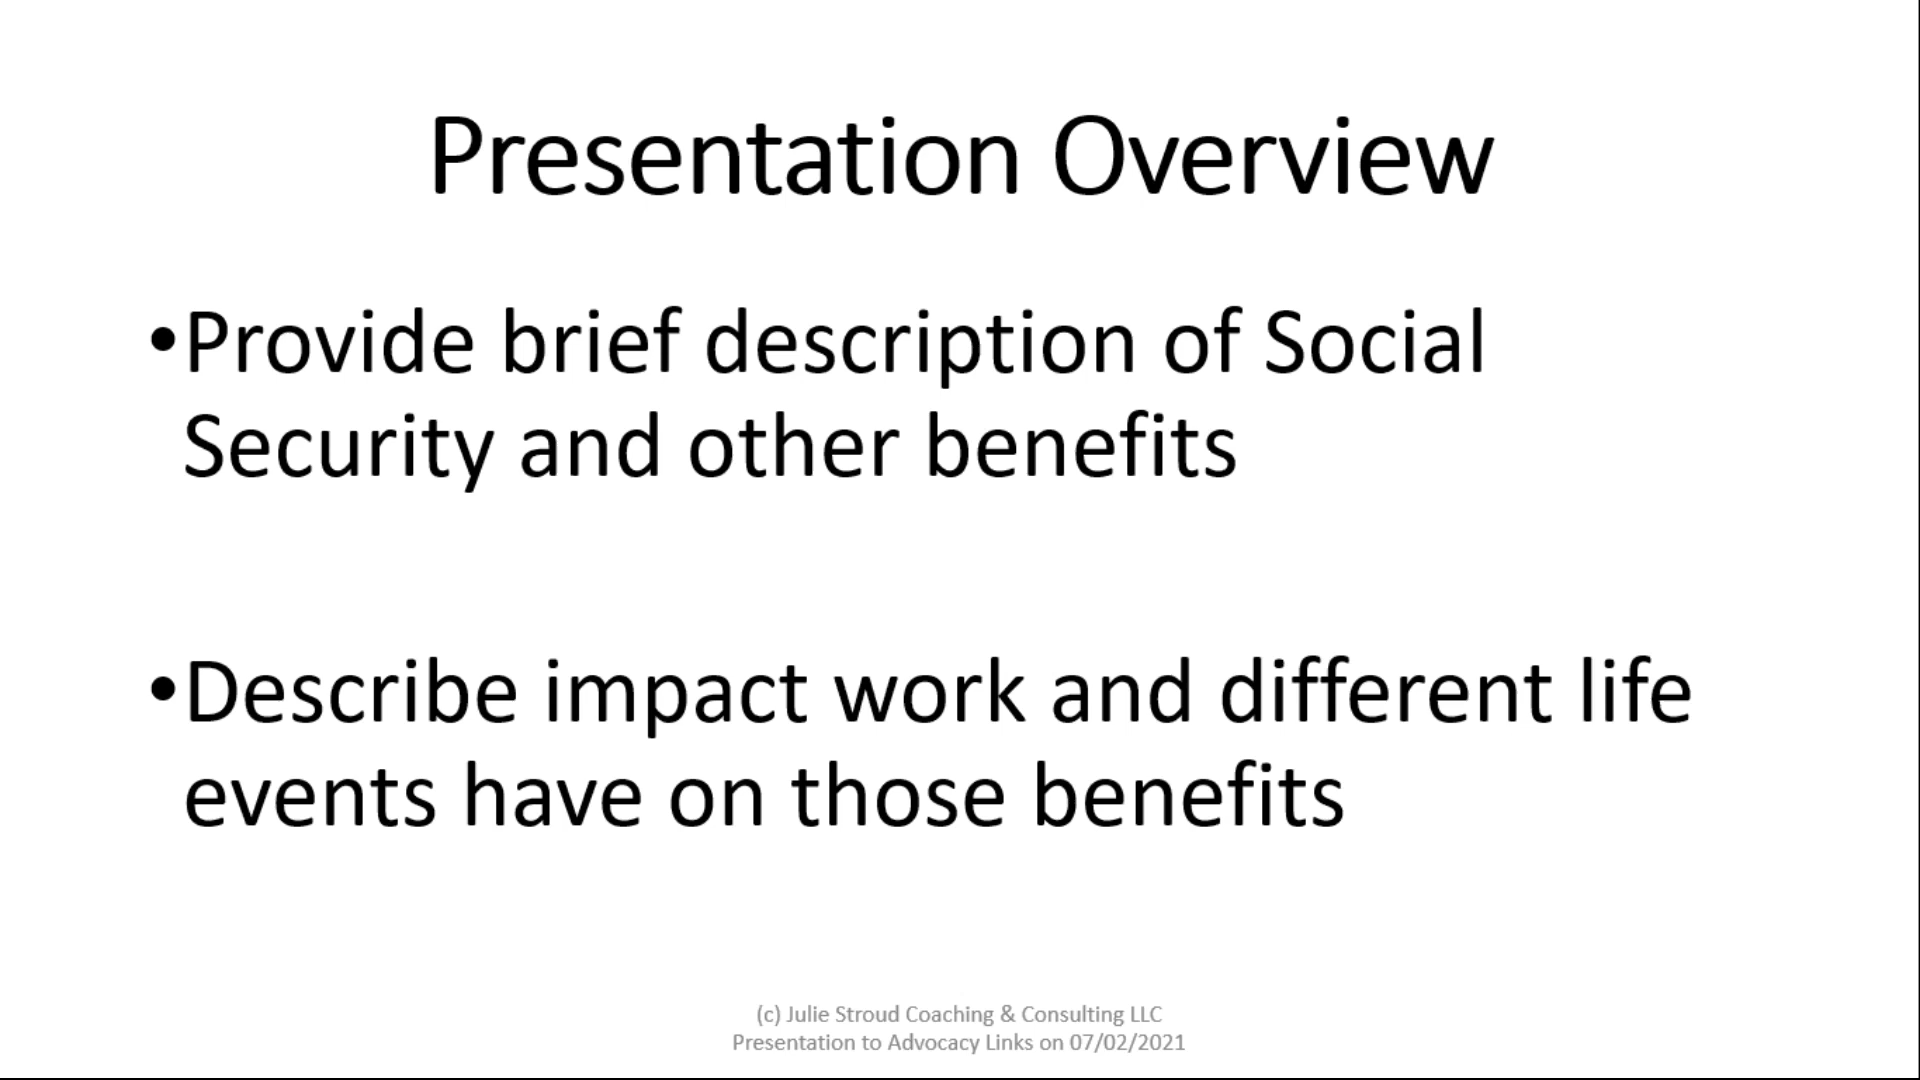 Presentation Overview
•Provide brief description of Social
Security and other benefits
•Describe impact work and different life
events have on those benefits
(c) Julie Stroud Coaching & Consulting LLC
Presentation to Advocacy Links on 07/02/2021